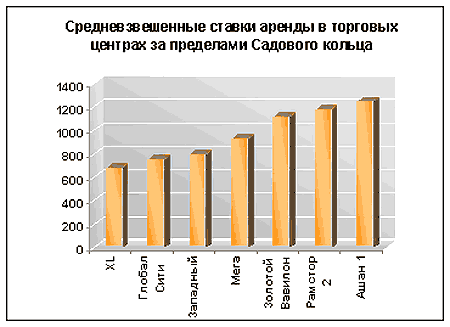 Средневзвешенные ставки аренды в торговых
центрах за пределами Садового кольца
1400
1200
1000
800
600
400
200
0
XL
Глобал
Сити
Западный
Мега
Золотой
Вавилон
Рамстор
2
Ашан 1